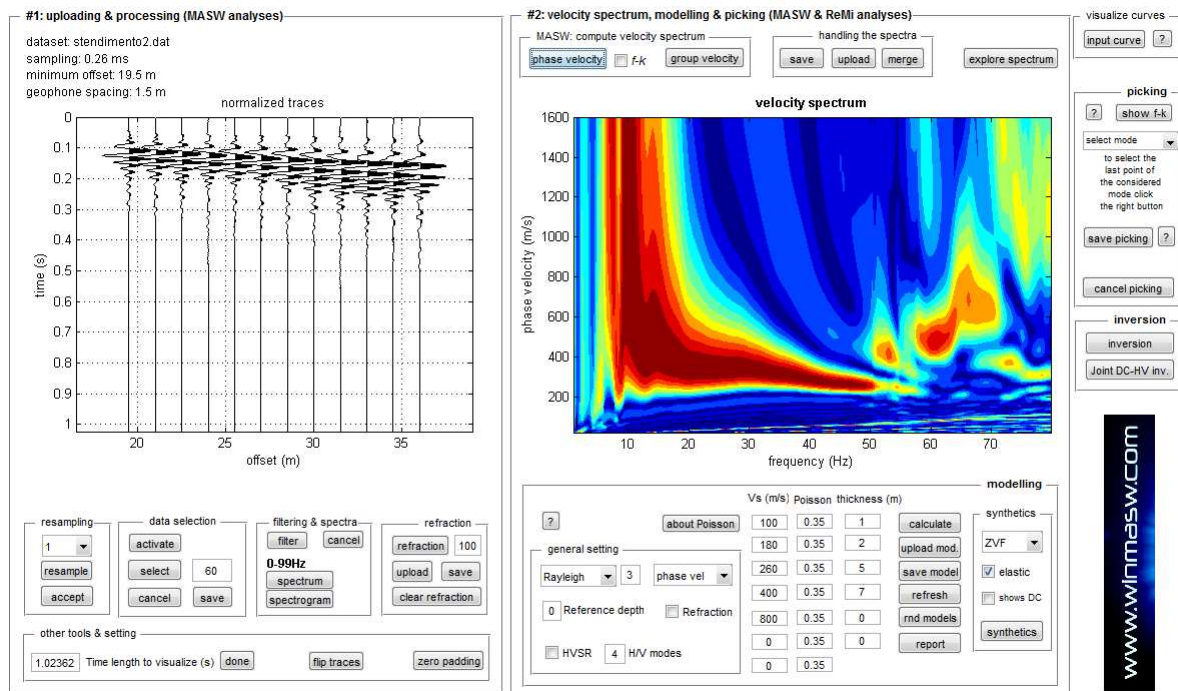 #1: uploading & processing (MASW analyses)
dataset: stendimento2.dat
sampling: 0.26 ms
minimum offset: 19.5 m
geophone spacing: 1.5 m
normalized traces
0
0.1
0.2
0.3
0.4
0.5
0.6
0.7
0.8
0.9
1
time (s)
20 25 30 35
offset (m)
resampling
1
resample
accept
data selection
activate
select 60
cancel save
filtering & spectra
filter cancel
0-99Hz
spectrum
spectrogram
refraction
refraction 100
upload save
clear refraction
other tools & setting
1.02362 Time length to visualize (s) done flip traces zero padding
#2: velocity spectrum, modelling & picking (MASW & ReMi analyses)
MASW: compute velocity spectrum
phase velocity f-k group velocity
handling the spectra
save upload merge
explore spectrum
velocity spectrum
1600
1400
1200
1000
800
600
400
200
phase velocity (m/s)
10 20 30 40 50 60 70
frequency (Hz)
modelling
? about Poisson
general setting
Rayleigh 3 phase vel
0 Reference depth Refraction
HVSR 4 H/V modes
Vs (m/s) Poisson thickness (m)
100 0.35 1
180 0.35 2
260 0.35 5
400 0.35 7
800 0.35 0
0 0.35 0
0 0.35
calculate
upload mod.
save model
refresh
rnd models
report
synthetics
ZVF
elastic
shows DC
synthetics
visualize curves
input curve ?
picking
? show f-k
select mode
to select the
last point of
the considered
mode click
the right button
save picking ?
cancel picking
inversion
inversion
Joint DC-HV inv.
www.winmasw.com